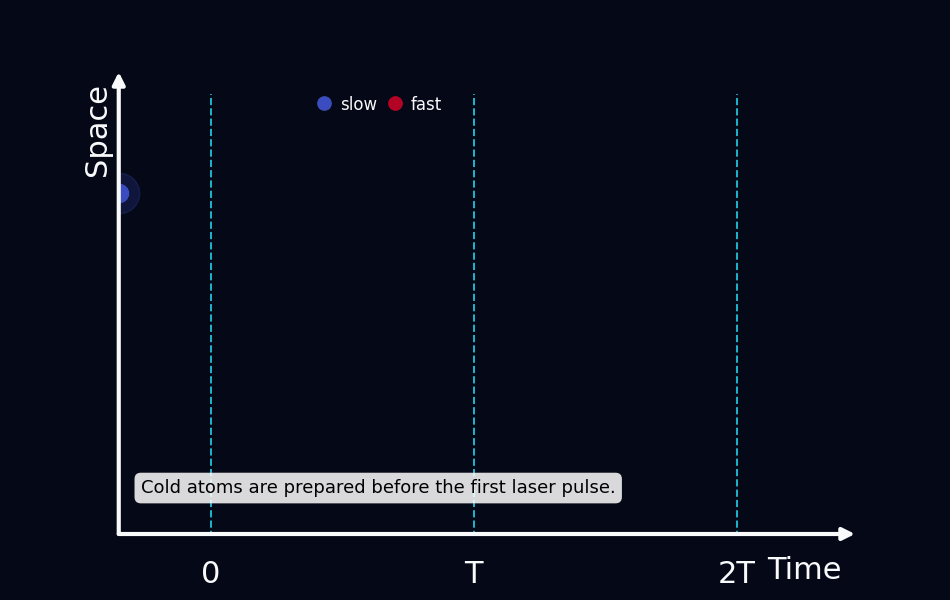 Space
slow fast
Cold atoms are prepared before the first laser pulse.
0 T 2T Time